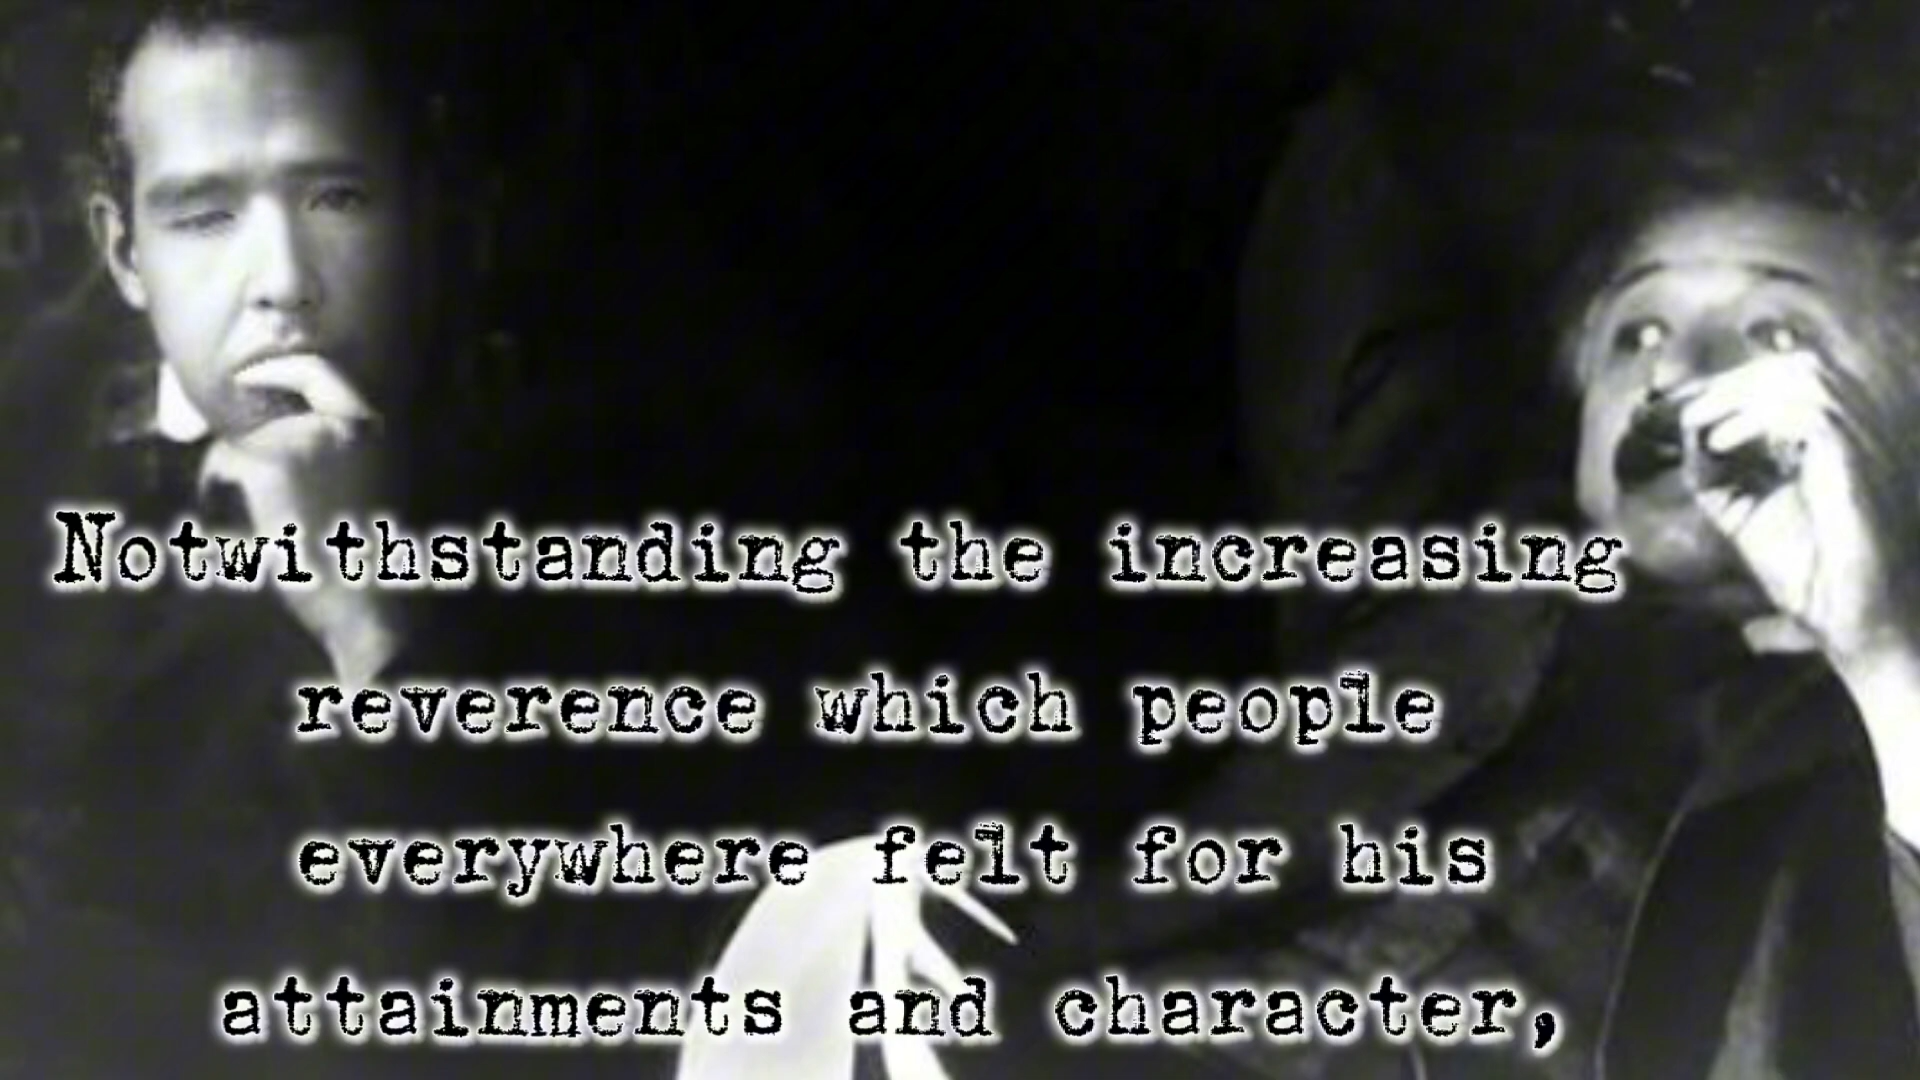 Notwithstanding the increasing
reverence which people
everywhere felt for his
attainments and character,